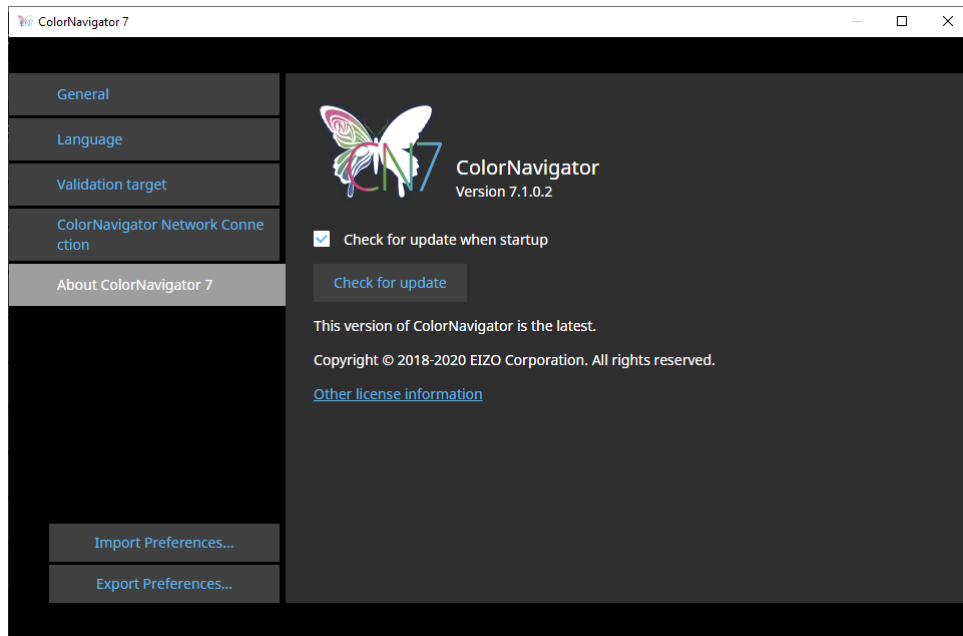 ColorNavigator 7
General
Language
Validation target
ColorNavigator Network Conne
ction
About ColorNavigator 7
Import Preferences...
Export Preferences...
CN7
ColorNavigator
Version 7.1.0.2
Check for update when startup
Check for update
This version of ColorNavigator is the latest.
Copyright © 2018-2020 EIZO Corporation. All rights reserved.
Other license information